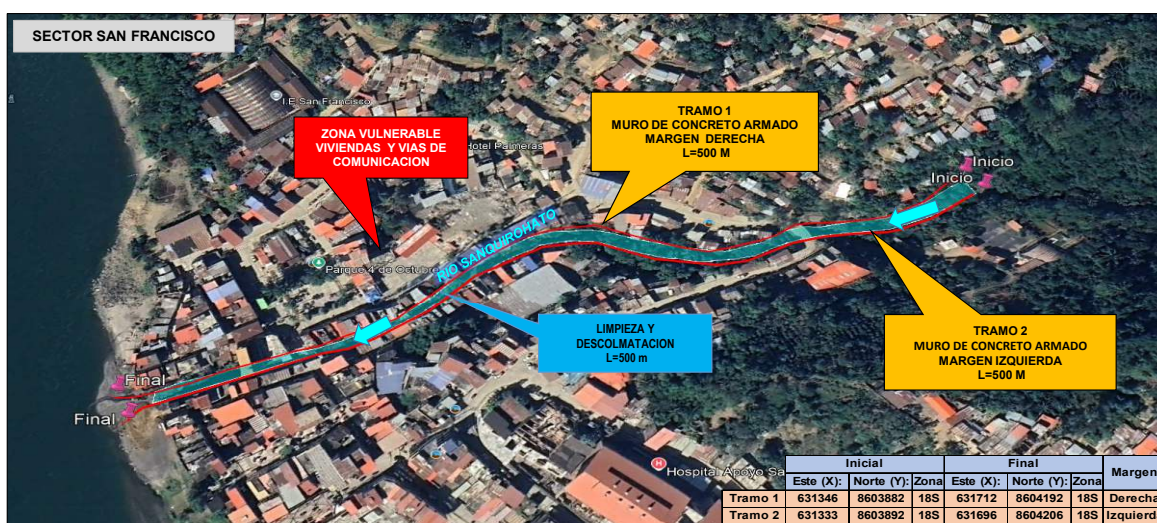 SECTOR SAN FRANCISCO
I.E San Francisco
ZONA VULNERABLE
VIVIENDAS Y VIAS DE
COMUNICACION
Hotel Palmeras
TRAMO 1
MURO DE CONCRETO ARMADO
MARGEN DERECHA
L=500 M
Inicio
Inicio
RIO SANQUIROHATO
Parque 4 de Octubre
LIMPIEZA Y
DESCOLMATACION
L=500 m
TRAMO 2
MURO DE CONCRETO ARMADO
MARGEN IZQUIERDA
L=500 M
Final
Final
Hospital Apoyo Sa
Inicial Final Margen
Este (X): Norte (Y): Zona Este (X): Norte (Y): Zona
Tramo 1 631346 8603882 18S 631712 8604192 18S Derecha
Tramo 2 631333 8603892 18S 631696 8604206 18S Izquierd